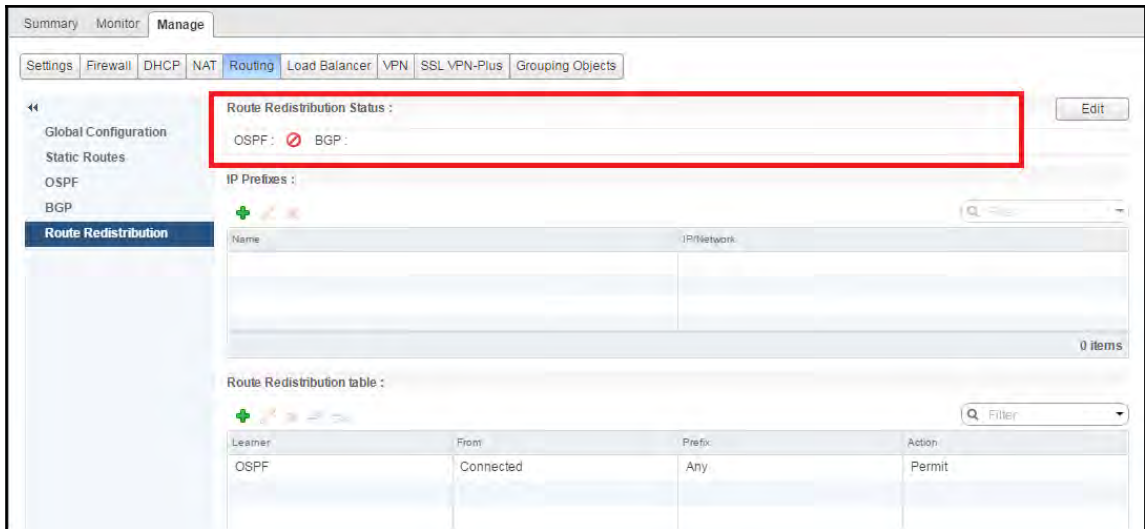 Summary Monitor Manage
Settings Firewall DHCP NAT Routing Load Balancer VPN SSL VPN-Plus Grouping Objects
Global Configuration
Static Routes
OSPF
BGP
Route Redistribution
Route Redistribution Status :
Edit
OSPF : BGP :
IP Prefixes :
Filter
Name IP/Network
0 items
Route Redistribution table :
Filter
Learner From Prefix Action
OSPF Connected Any Permit